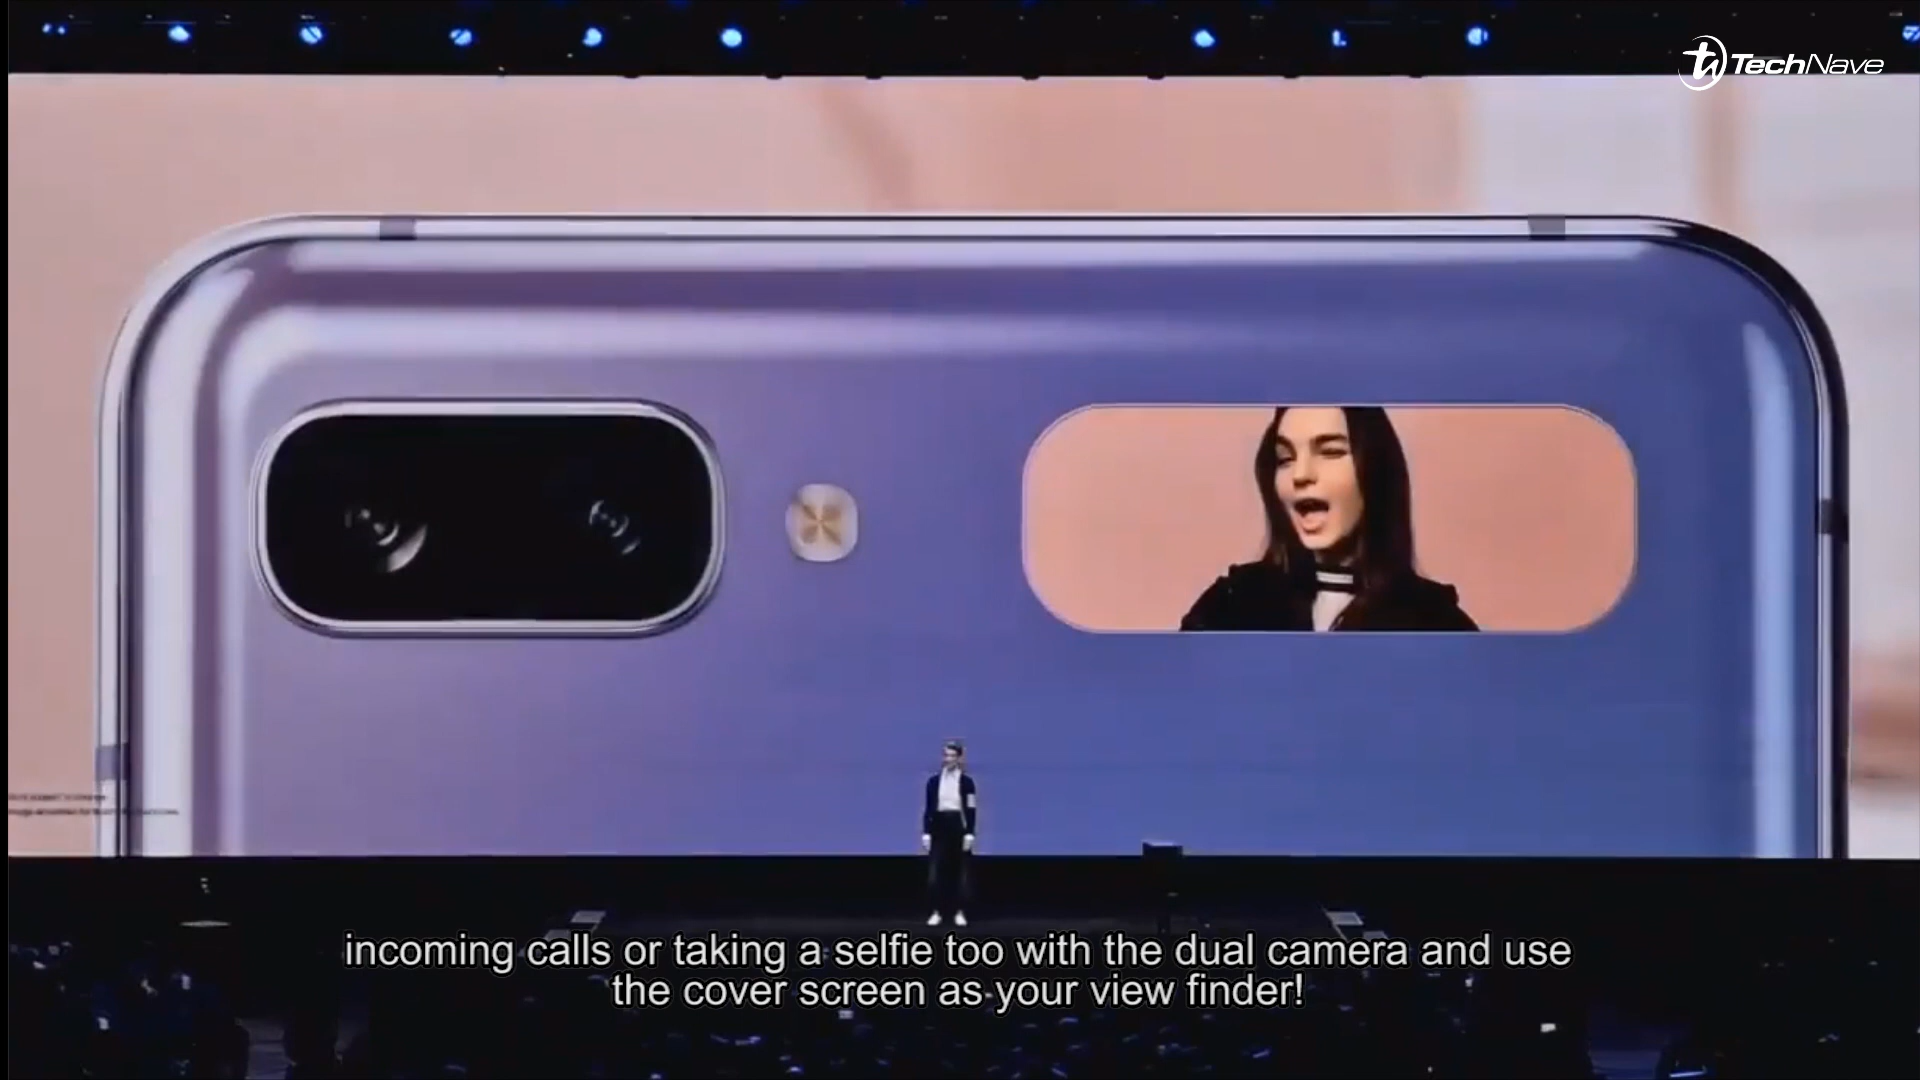 TechNave
incoming calls or taking a selfie too with the dual camera and use
the cover screen as your view finder!